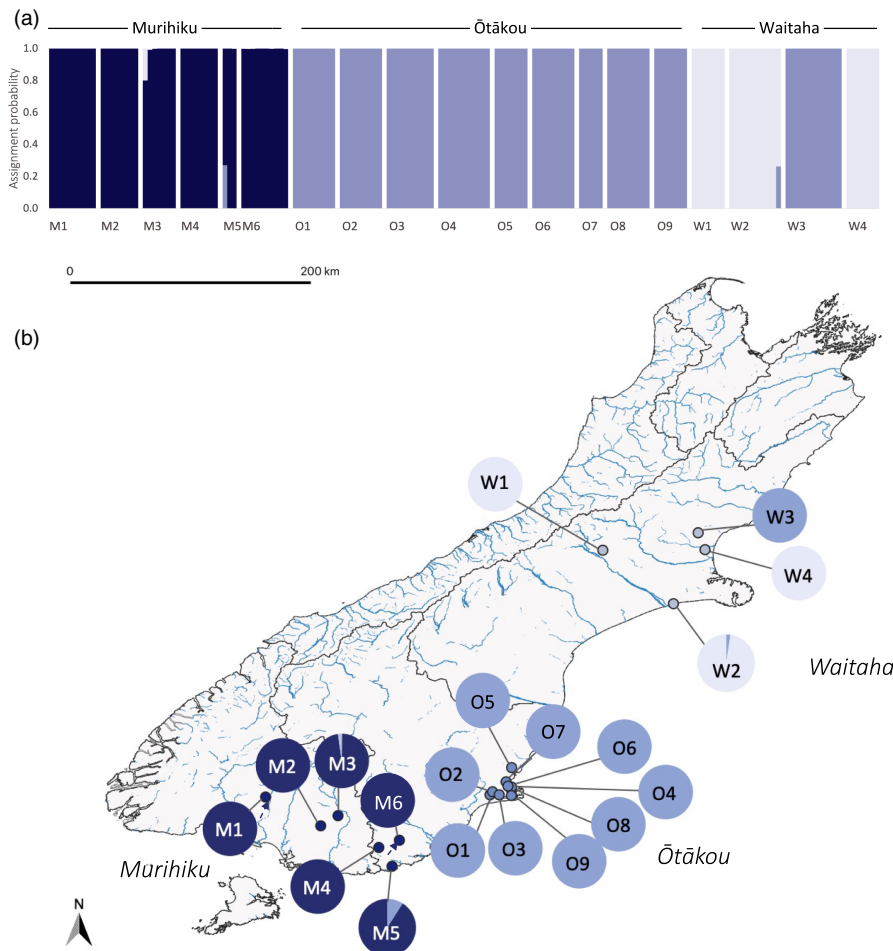 (a)
Murihiku Ōtākou Waitaha
Assignment probability
1.0
0.8
0.6
0.4
0.2
0.0
M1 M2 M3 M4 M5 M6 O1 O2 O3 O4 O5 O6 O7 O8 O9 W1 W2 W3 W4
0 200 km
(b)
W1
W3
W4
W2
Waitaha
O5
O7
O6
M2
M3
O2
M6
O4
M1
O8
O1
O3
O9
Ōtākou
Murihiku
M4
N
M5